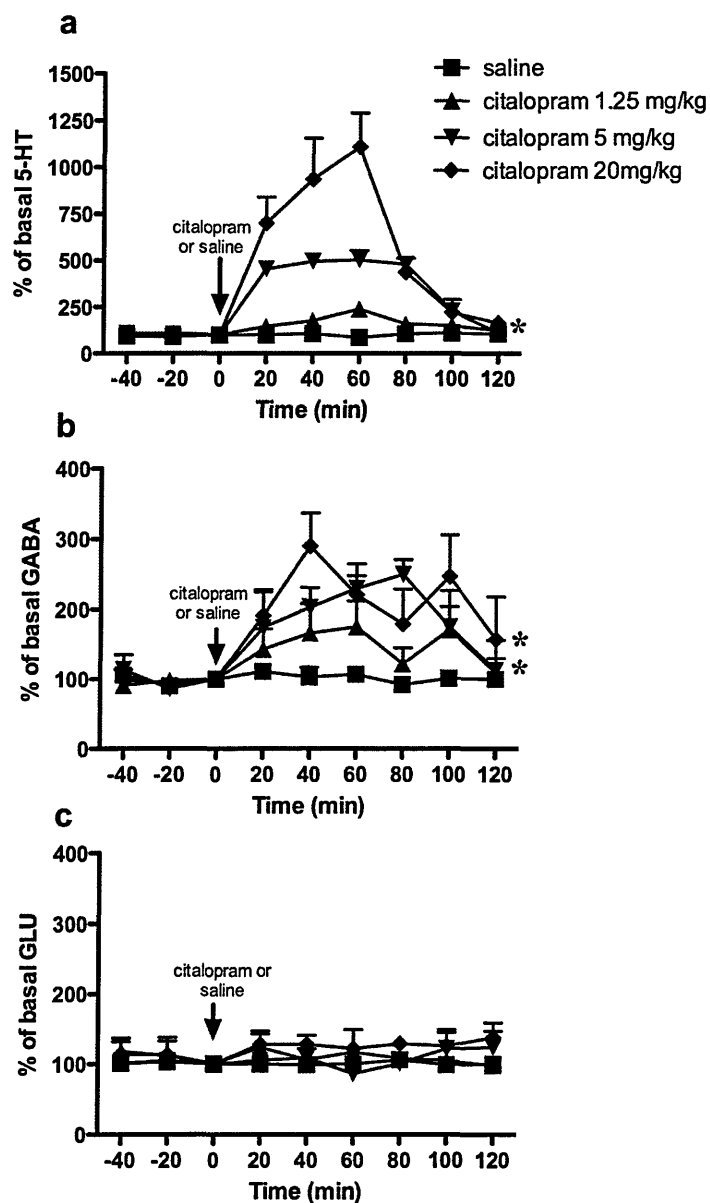 a
saline
citalopram 1.25 mg/kg
citalopram 5 mg/kg
citalopram 20mg/kg
% of basal 5-HT
1500
1250
1000
750
500
250
0
citalopram
or saline
*
-40 -20 0 20 40 60 80 100 120
Time (min)
b
% of basal GABA
400
300
200
100
0
citalopram
or saline
*
*
-40 -20 0 20 40 60 80 100 120
Time (min)
c
% of basal GLU
400
300
200
100
0
citalopram or
saline
-40 -20 0 20 40 60 80 100 120
Time (min)